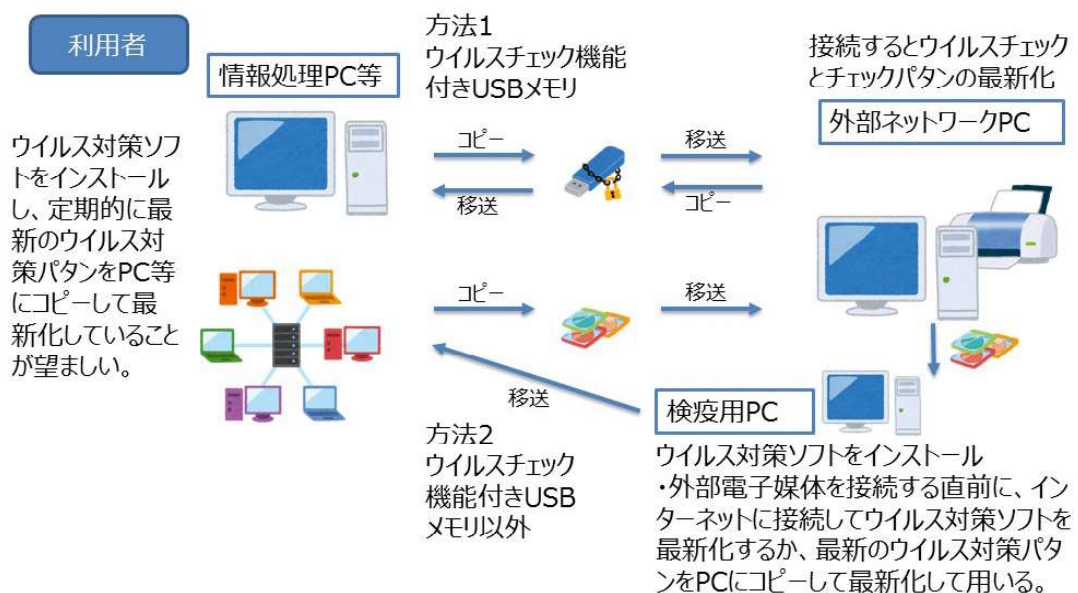 利用者
情報処理PC等
方法1
ウイルスチェック機能
付きUSBメモリ
接続するとウイルスチェック
とチェックパタンの最新化
外部ネットワークPC
ウイルス対策ソフ
トをインストール
し、定期的に最
新のウイルス対
策パタンをPC等
にコピーして最
新化していること
が望ましい。
コピー
移送
移送
コピー
コピー
移送
移送
方法2
ウイルスチェック
機能付きUSB
メモリ以外
検疫用PC
ウイルス対策ソフトをインストール
・外部電子媒体を接続する直前に、イン
ターネットに接続してウイルス対策ソフトを
最新化するか、最新のウイルス対策パタ
ンをPCにコピーして最新化して用いる。